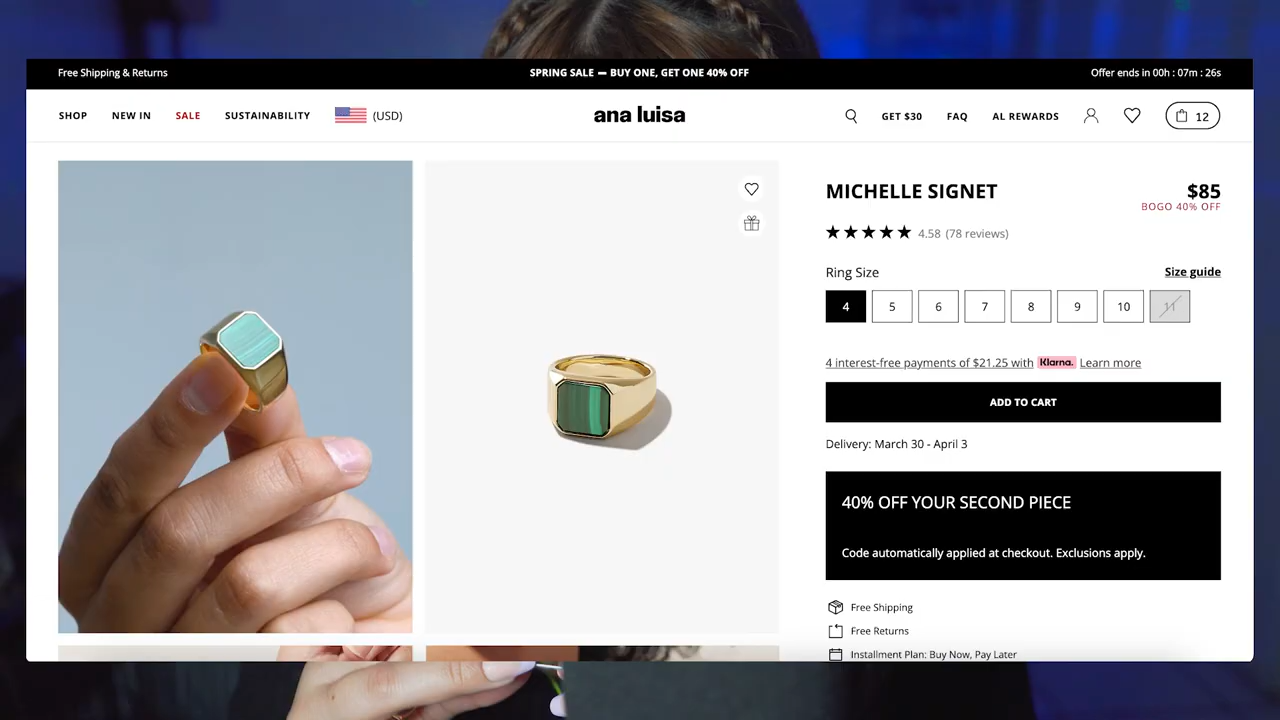 Free Shipping & Returns
SPRING SALE — BUY ONE, GET ONE 40% OFF
Offer ends in 00h : 07m : 26s
SHOP NEW IN SALE SUSTAINABILITY (USD)
ana luisa
GET $30 FAQ AL REWARDS 12
MICHELLE SIGNET $85
BOGO 40% OFF
4.58 (78 reviews)
Ring Size Size guide
4 5 6 7 8 9 10 11
4 interest-free payments of $21.25 with Klarna. Learn more
ADD TO CART
Delivery: March 30 - April 3
40% OFF YOUR SECOND PIECE
Code automatically applied at checkout. Exclusions apply.
Free Shipping
Free Returns
Installment Plan: Buy Now, Pay Later